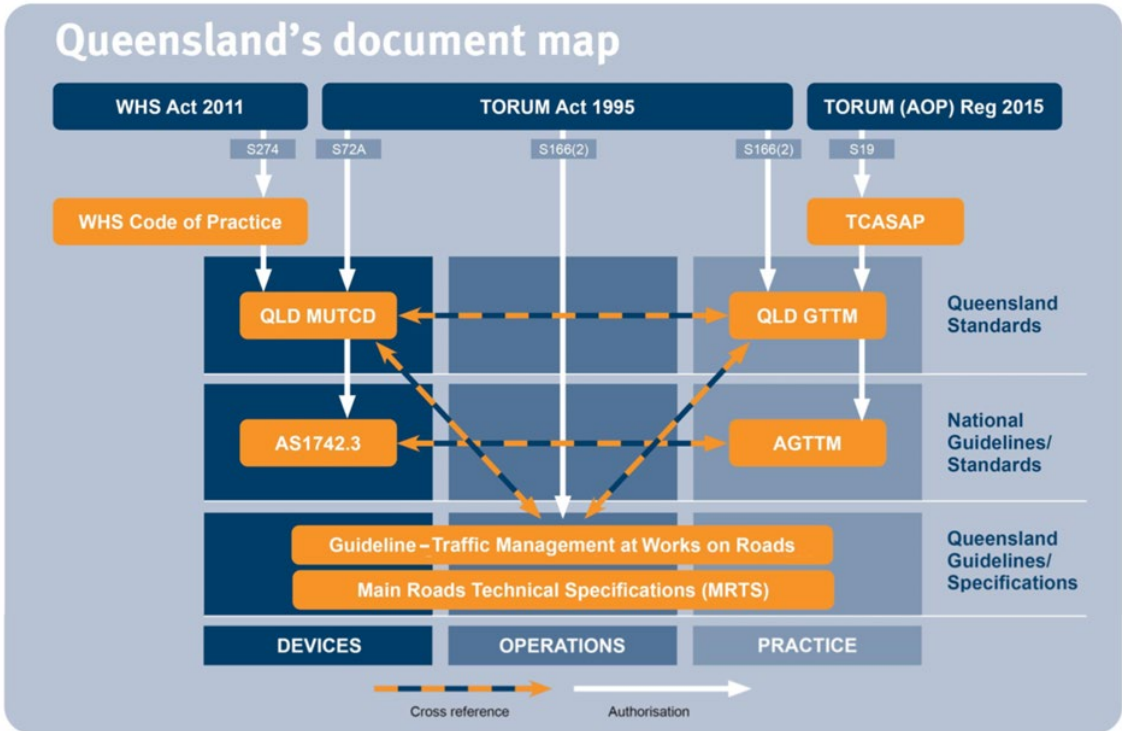 Queensland's document map
WHS Act 2011
TORUM Act 1995
TORUM (AOP) Reg 2015
S274
S72A
S166(2)
S166(2)
S19
WHS Code of Practice
TCASAP
QLD MUTCD
QLD GTTM
Queensland
Standards
AS1742.3
AGTTM
National
Guidelines/
Standards
Guideline – Traffic Management at Works on Roads
Main Roads Technical Specifications (MRTS)
Queensland
Guidelines/
Specifications
DEVICES
OPERATIONS
PRACTICE
Cross reference
Authorisation